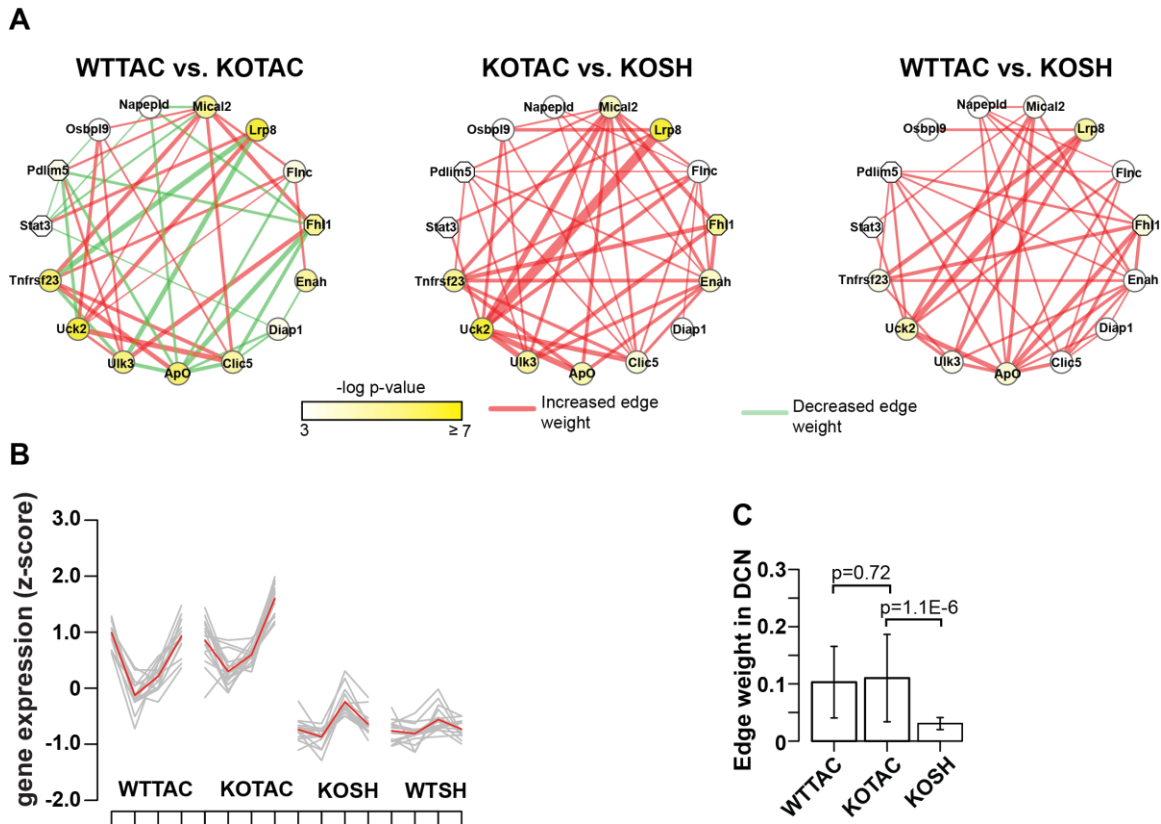 A
WTTAC vs. KOTAC
Napepld
Mical2
Osbpl9
Lrp8
Pdlim5
Flnc
Stat3
Fhl1
Tnfrsf23
Enah
Uck2
Diap1
Ulk3
ApO
Clic5
KOTAC vs. KOSH
Napepld
Mical2
Osbpl9
Lrp8
Pdlim5
Flnc
Stat3
Fhl1
Tnfrsf23
Enah
Uck2
Diap1
Ulk3
ApO
Clic5
WTTAC vs. KOSH
Napepld
Mical2
Osbpl9
Lrp8
Pdlim5
Flnc
Stat3
Fhl1
Tnfrsf23
Enah
Uck2
Diap1
Ulk3
ApO
Clic5
-log p-value
3
≥ 7
Increased edge
weight
Decreased edge
weight
B
gene expression (z-score)
3.0
2.0
1.0
0
-1.0
-2.0
WTTAC
KOTAC
KOSH
WTSH
C
Edge weight in DCN
0.3
0.2
0.1
0
p=0.72
p=1.1E-6
WTTAC
KOTAC
KOSH